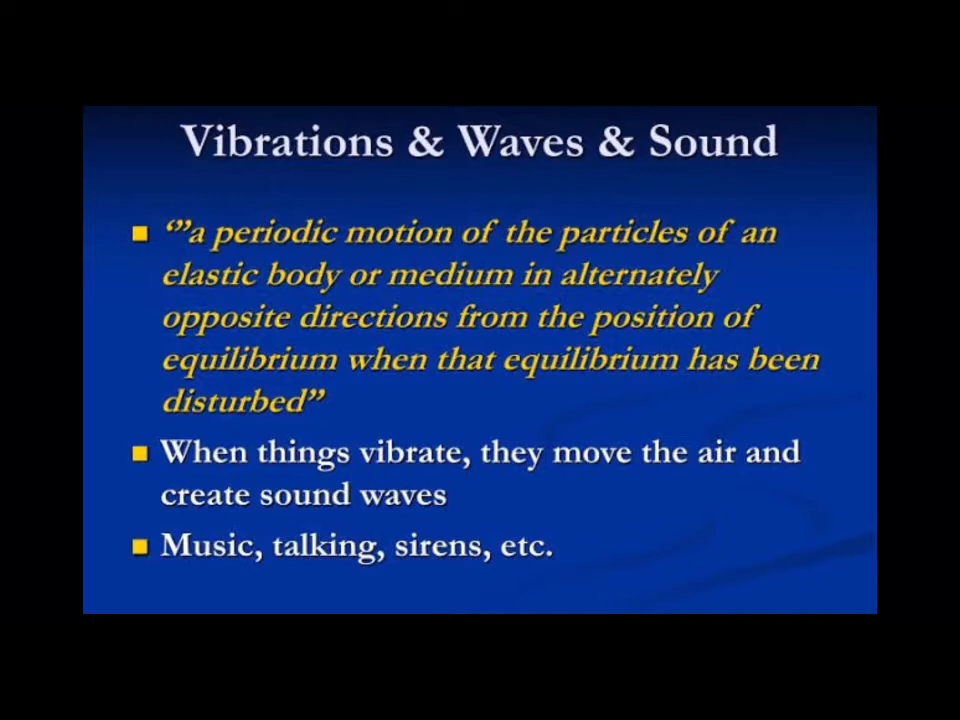 Vibrations & Waves & Sound
‘”a periodic motion of the particles of an
elastic body or medium in alternately
opposite directions from the position of
equilibrium when that equilibrium has been
disturbed”
When things vibrate, they move the air and
create sound waves
Music, talking, sirens, etc.